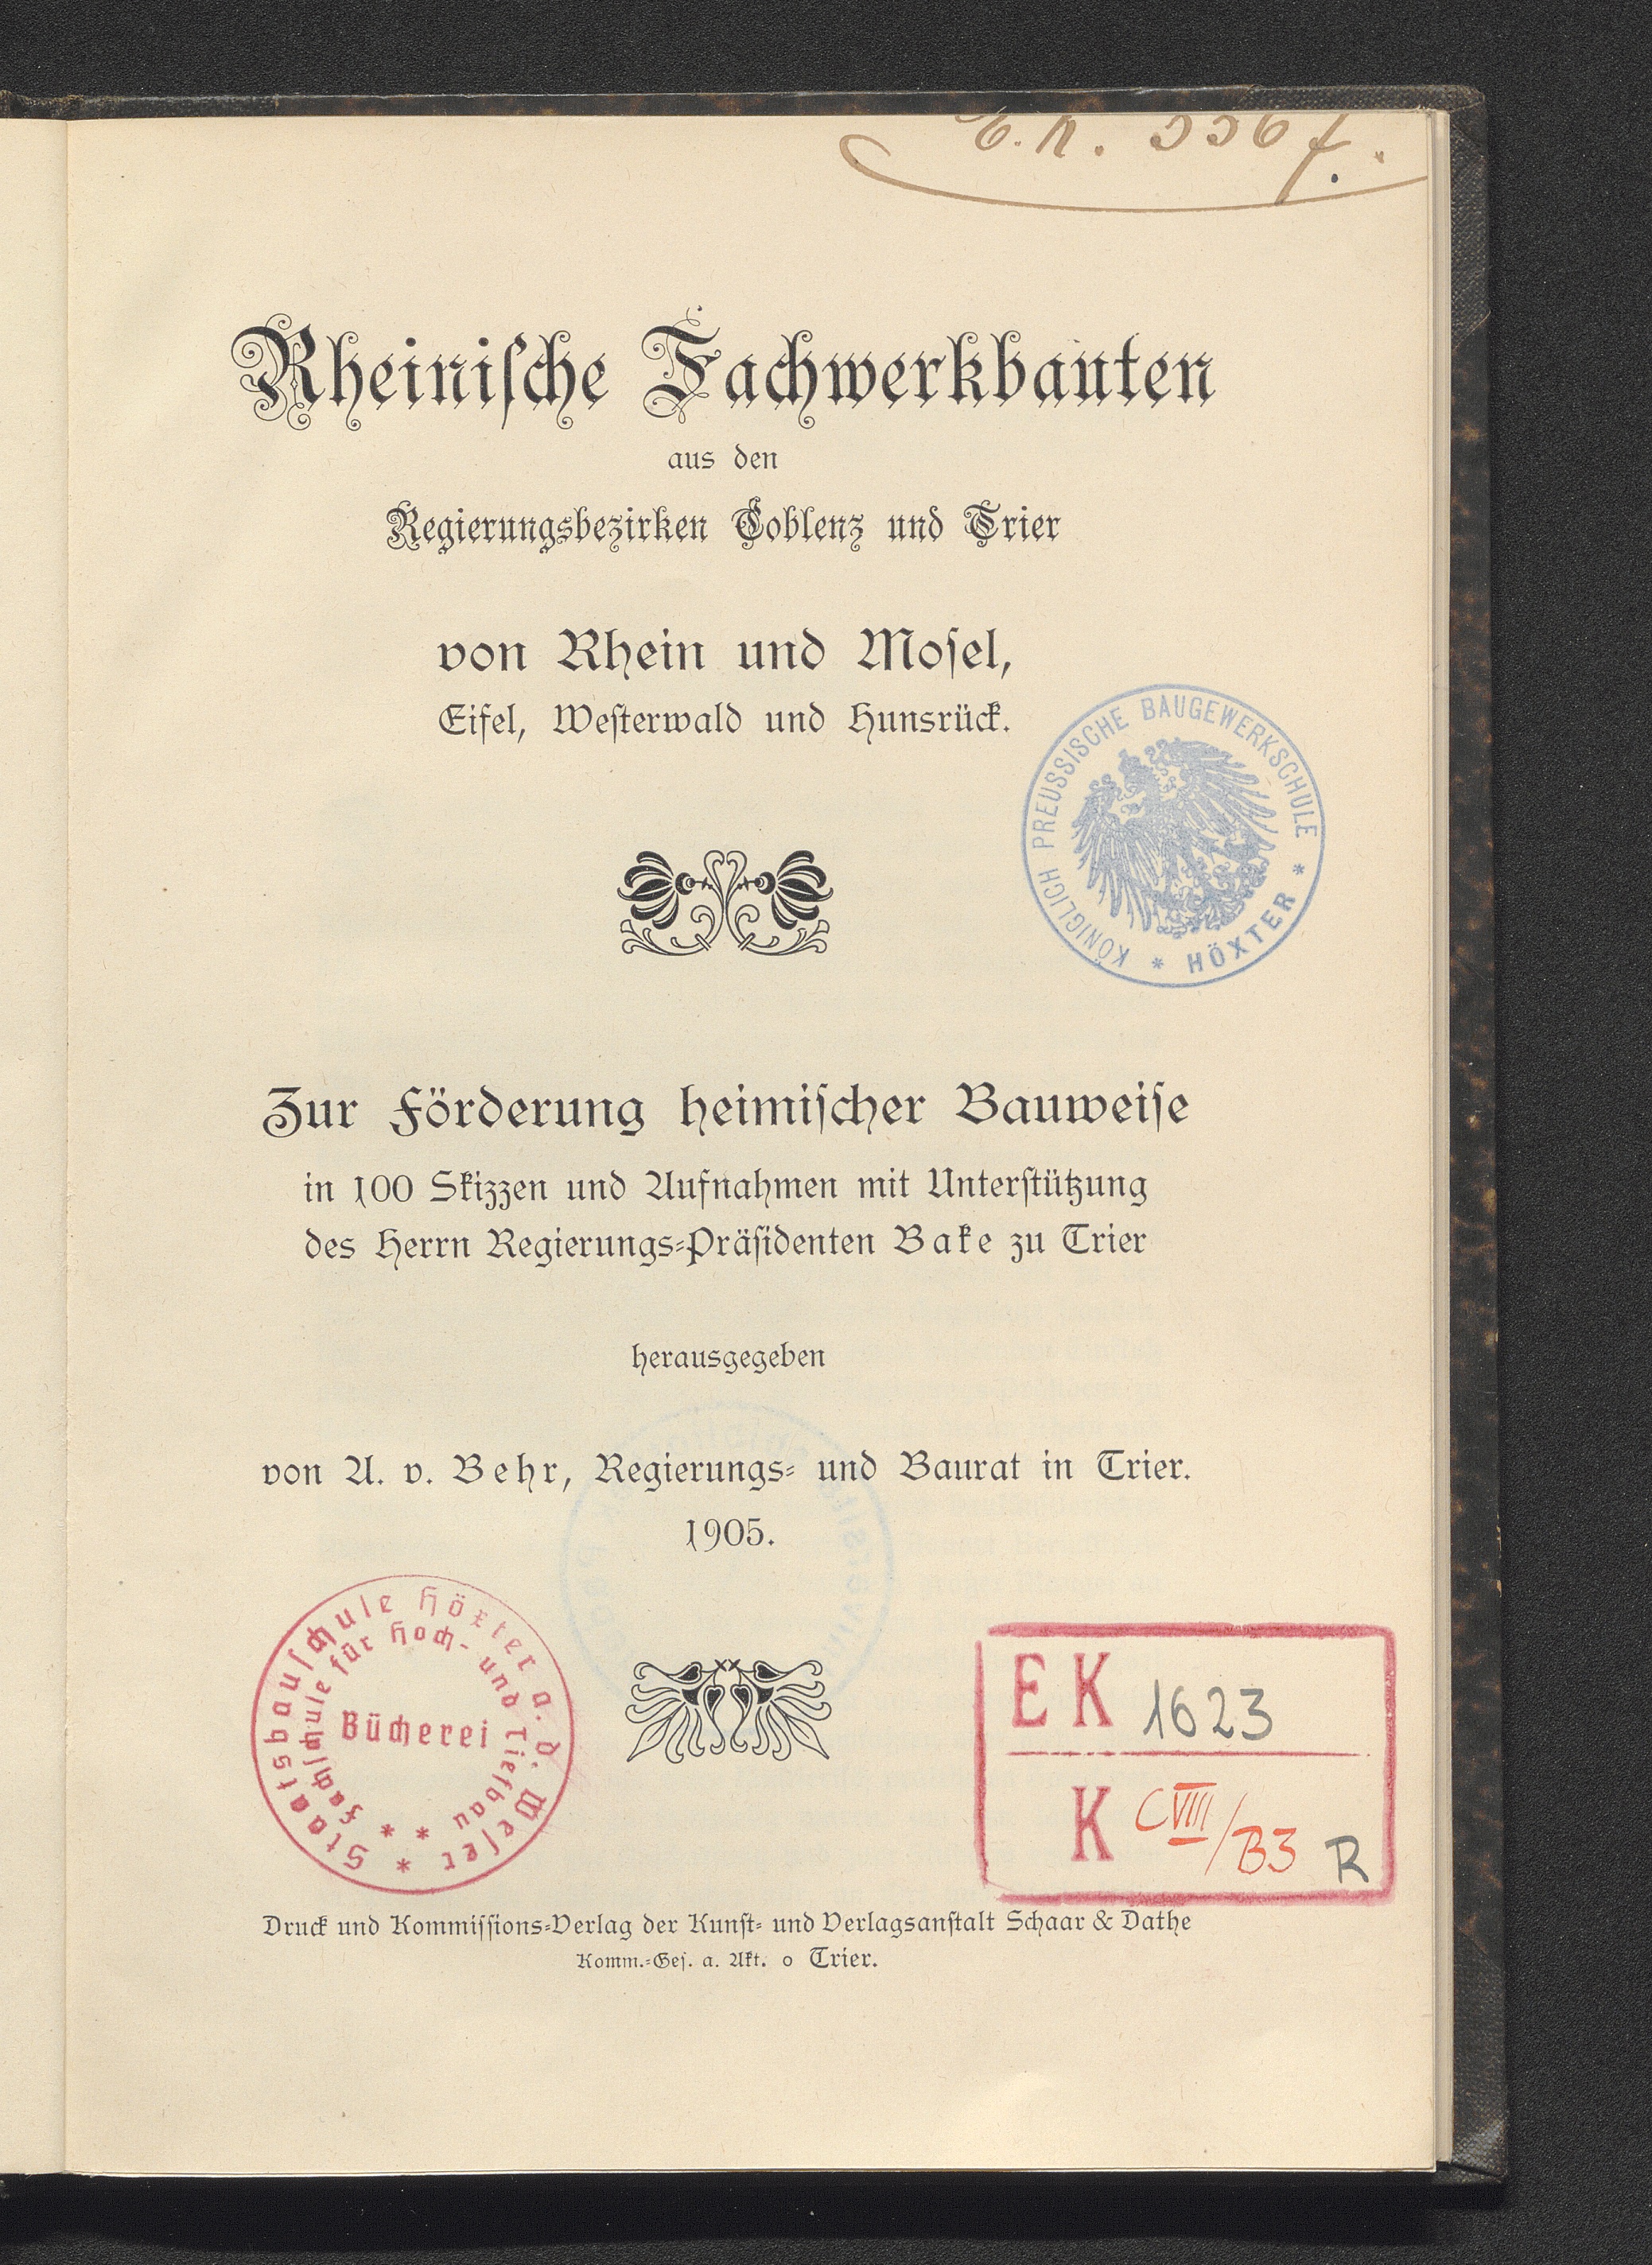 Rheiniſche Fachwerkbauten
aus den
Regierungsbezirken Coblenz und Trier
von Rhein und Moſel,
Eifel, Weſterwald und Hunsrück.
KÖNIGLICH PREUSSISCHE BAUGEWERKSCHULE
* HÖXTER *
Zur Förderung heimiſcher Bauweiſe
in 100 Skizzen und Aufnahmen mit Unterſtützung
des Herrn Regierungs-Präſidenten Bake zu Trier
herausgegeben
von A. v. Behr, Regierungs- und Baurat in Trier.
1905.
Staatsbauſchule Höxter a. d. Weſer *
Fachſchule für Hoch- und Tiefbau * *
Bücherei
EK 1623
K CVIII/B3 R
Druck und Kommiſſions-Verlag der Kunſt- und Verlagsanſtalt Schaar & Dathe
Komm.-Geſ. a. Akt. o Trier.